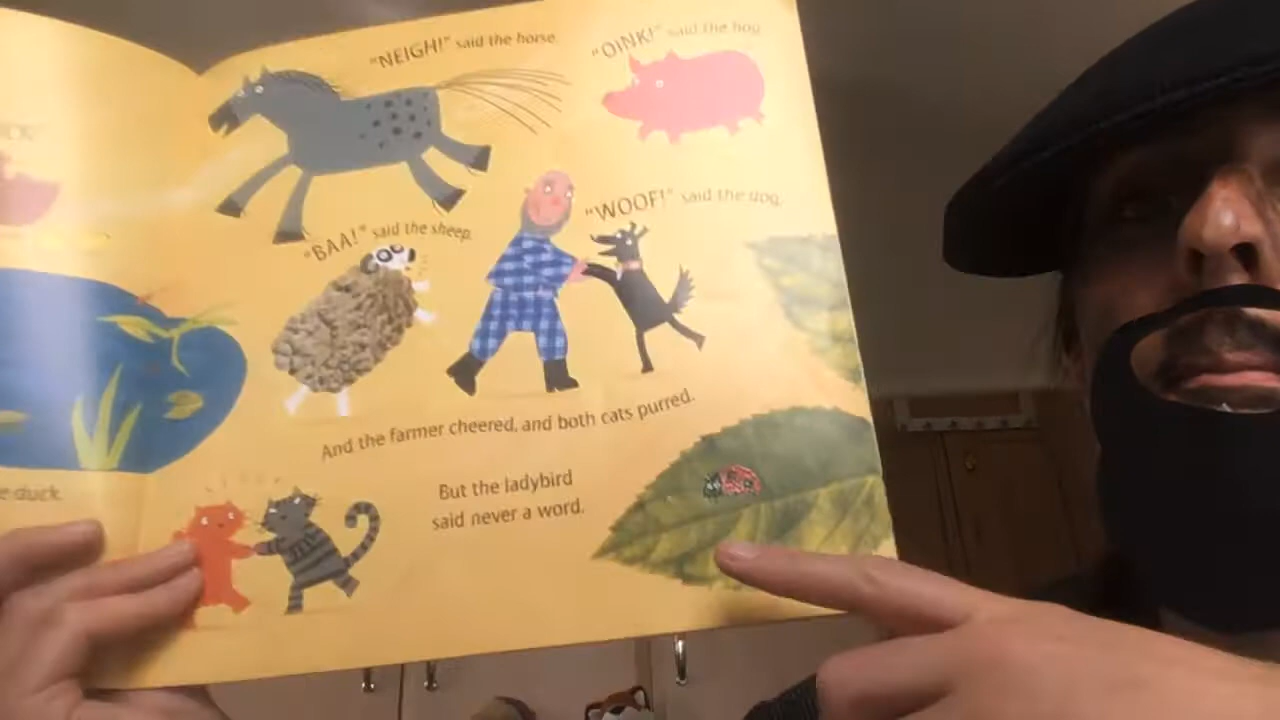 "NEIGH!" said the horse.
"OINK!" said the hog.
"WOOF!" said the dog.
"BAA!" said the sheep.
And the farmer cheered, and both cats purred.
duck.
But the ladybird
said never a word.